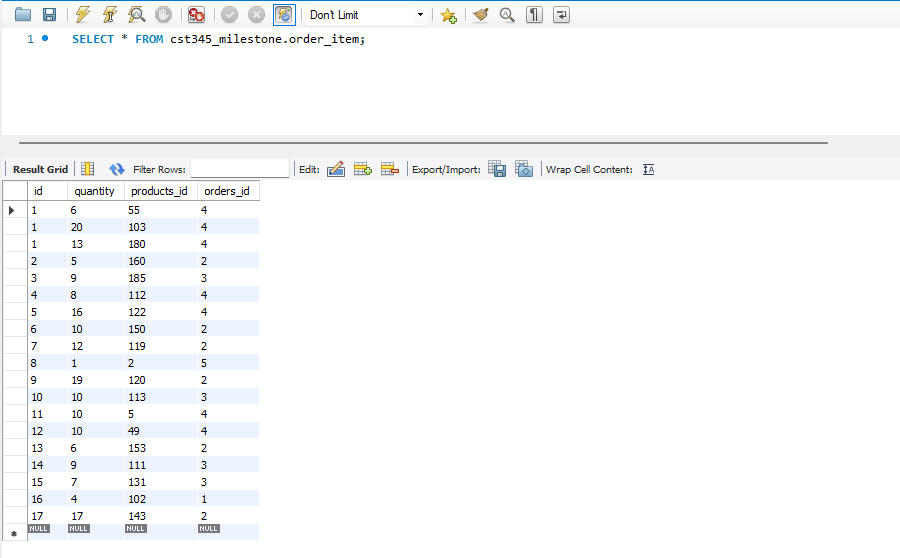 Don't Limit
1 SELECT * FROM cst345_milestone.order_item;
Result Grid Filter Rows: Edit: Export/Import: Wrap Cell Content:
id quantity products_id orders_id
1 6 55 4
1 20 103 4
1 13 180 4
2 5 160 2
3 9 185 3
4 8 112 4
5 16 122 4
6 10 150 2
7 12 119 2
8 1 2 5
9 19 120 2
10 10 113 3
11 10 5 4
12 10 49 4
13 6 153 2
14 9 111 3
15 7 131 3
16 4 102 1
17 17 143 2
NULL NULL NULL NULL